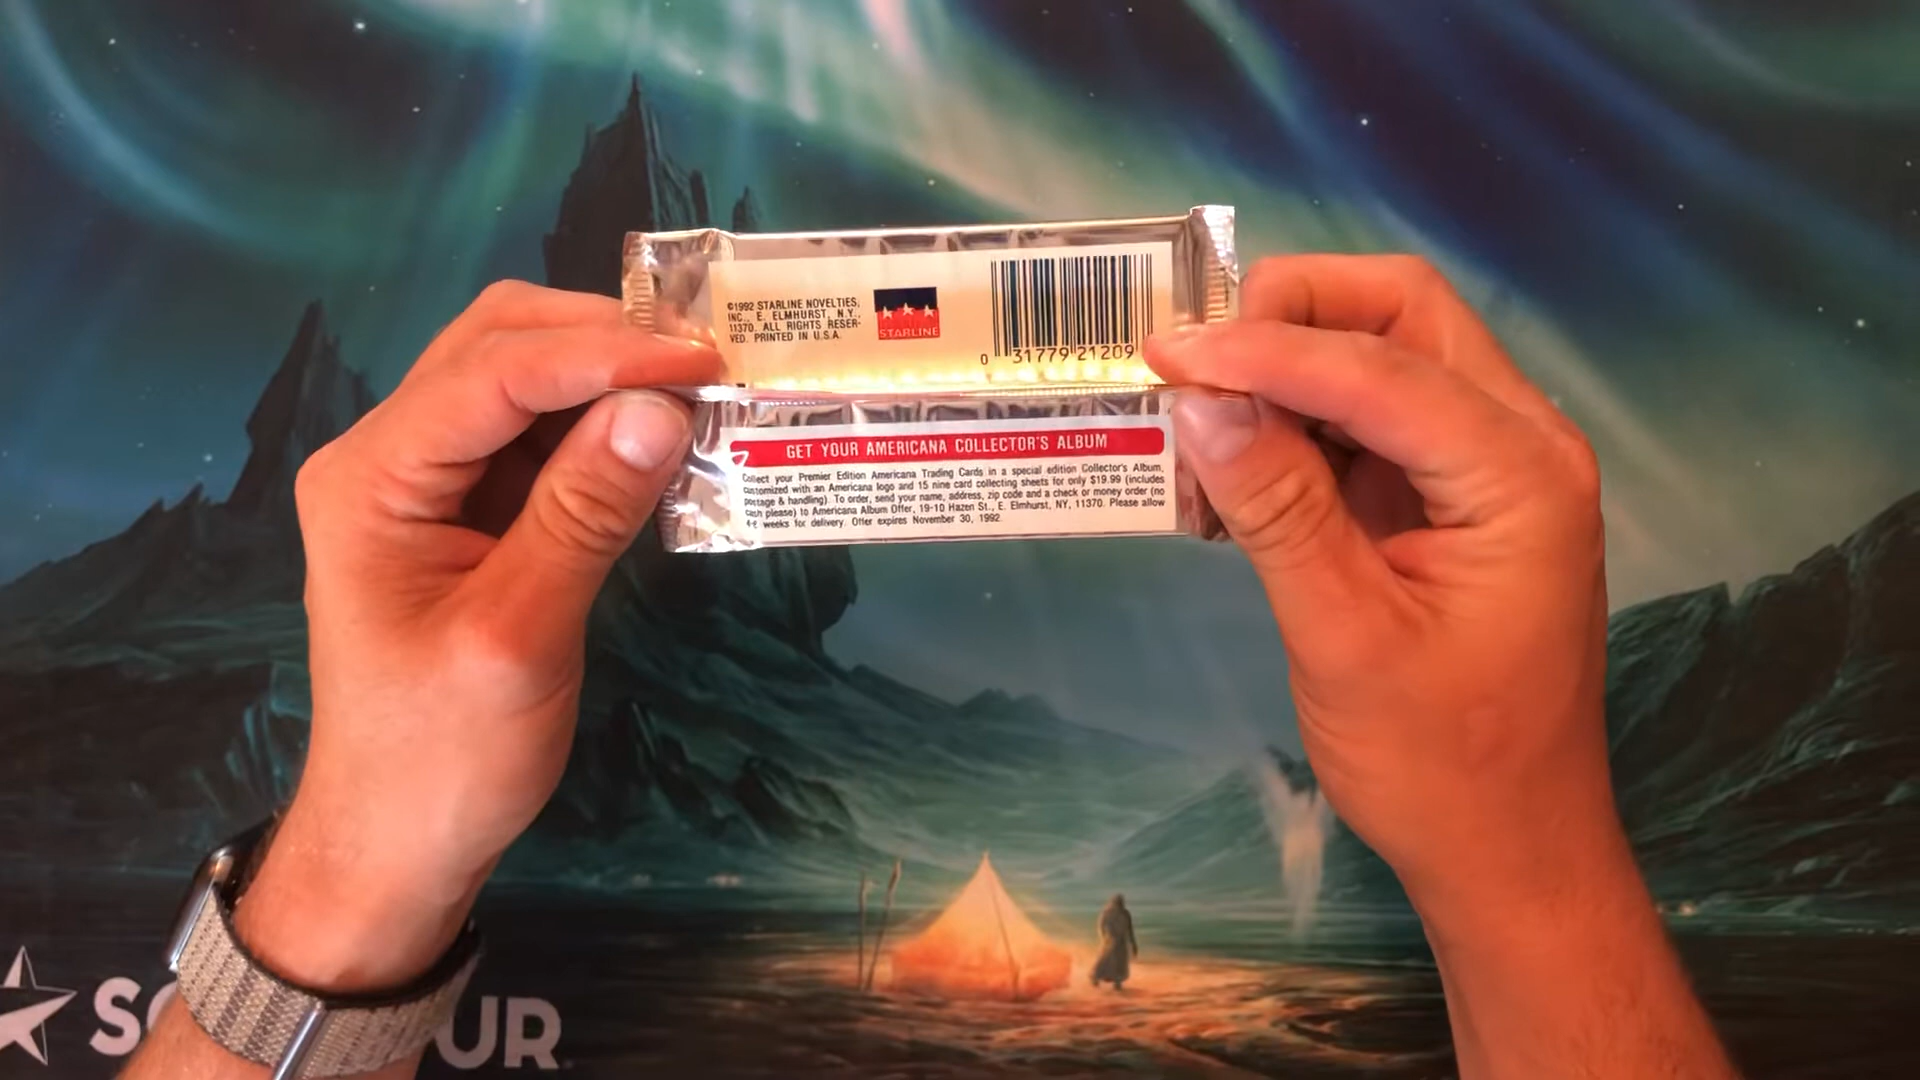 ©1992 STARLINE NOVELTIES,
INC., E. ELMHURST, N.Y.,
11370. ALL RIGHTS RESER-
VED. PRINTED IN U.S.A.
STARLINE
0 31779 21209
GET YOUR AMERICANA COLLECTOR'S ALBUM
Collect your Premier Edition Americana Trading Cards in a special edition Collector's Album,
customized with an Americana logo and 15 nine card collecting sheets for only $19.99 (includes
postage & handling). To order, send your name, address, zip code and a check or money order (no
cash please) to Americana Album Offer, 19-10 Hazen St., E. Elmhurst, NY, 11370. Please allow
weeks for delivery. Offer expires November 30, 1992.